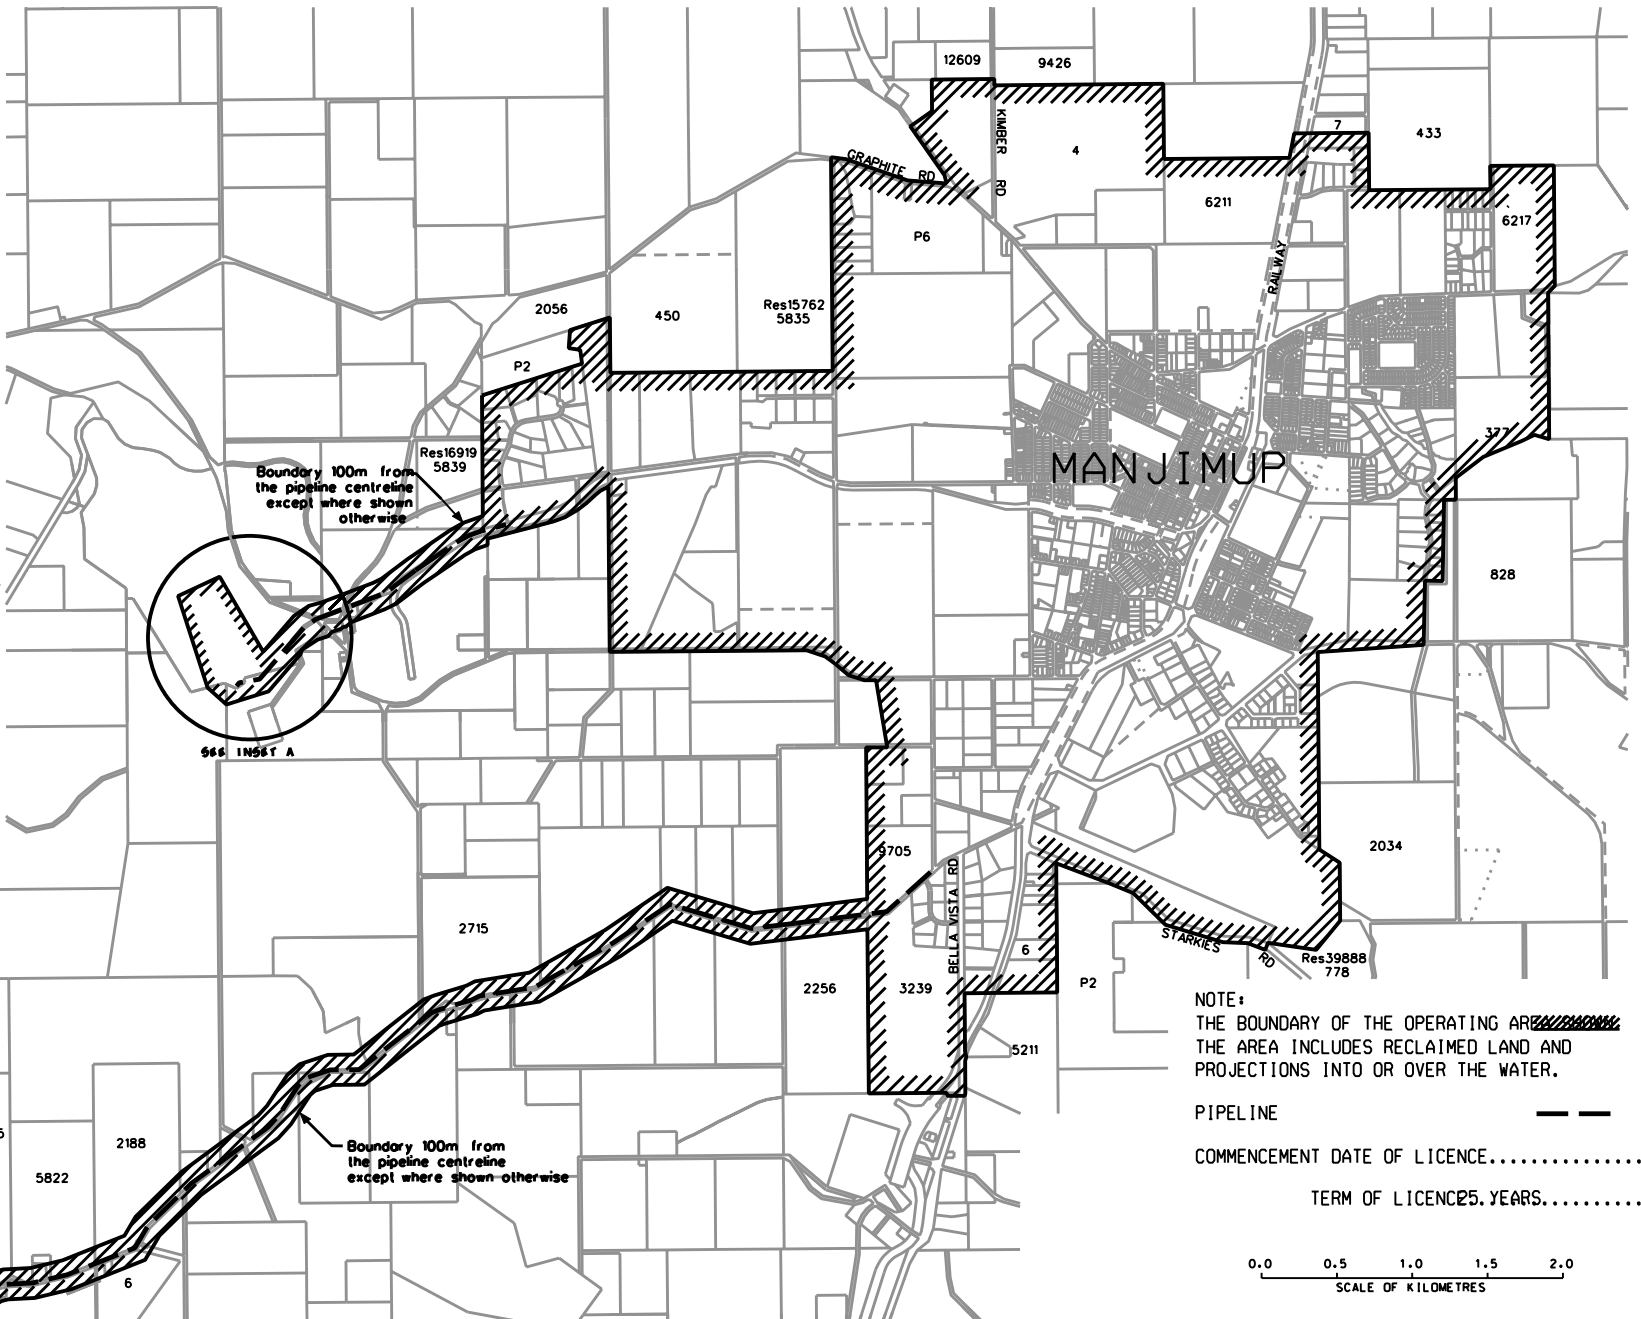 12609
9426
KIMBER RD
7
433
4
GRAPHITE RD
6211
6217
P6
RAILWAY
2056
450
Res15762
5835
P2
377
Res16919
5839
MANJIMUP
Boundary 100m from
the pipeline centreline
except where shown
otherwise
828
SEE INSET A
9705
2034
BELLA VISTA RD
2715
STARKIES RD
6
Res39888
778
2256
3239
P2
NOTE:
THE BOUNDARY OF THE OPERATING AREA SHOWN
THE AREA INCLUDES RECLAIMED LAND AND
PROJECTIONS INTO OR OVER THE WATER.
5211
PIPELINE
2188
5822
Boundary 100m from
the pipeline centreline
except where shown otherwise
COMMENCEMENT DATE OF LICENCE...............
TERM OF LICENCE25.YEARS..........
6
0.0 0.5 1.0 1.5 2.0
SCALE OF KILOMETRES